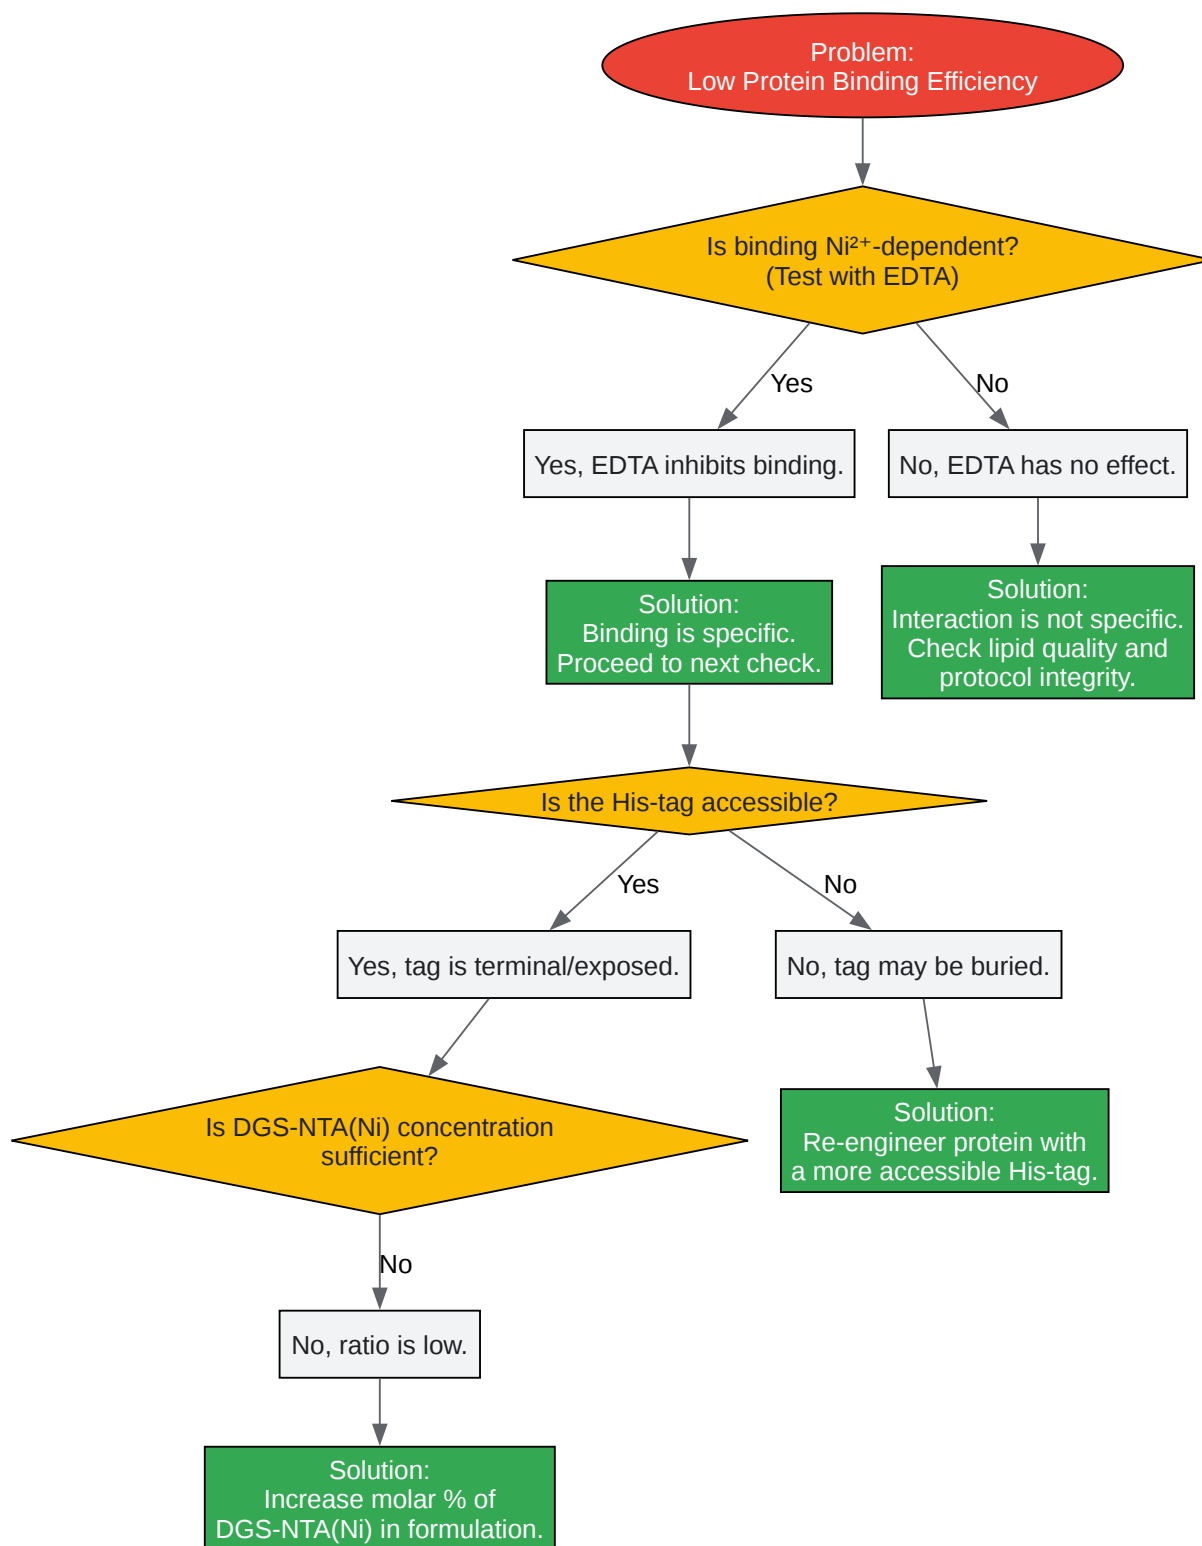 Problem:
Low Protein Binding Efficiency
Is binding Ni²⁺-dependent?
(Test with EDTA)
Yes
No
Yes, EDTA inhibits binding.
No, EDTA has no effect.
Solution:
Binding is specific.
Proceed to next check.
Solution:
Interaction is not specific.
Check lipid quality and
protocol integrity.
Is the His-tag accessible?
Yes
No
Yes, tag is terminal/exposed.
No, tag may be buried.
Is DGS-NTA(Ni) concentration
sufficient?
Solution:
Re-engineer protein with
a more accessible His-tag.
No
No, ratio is low.
Solution:
Increase molar % of
DGS-NTA(Ni) in formulation.